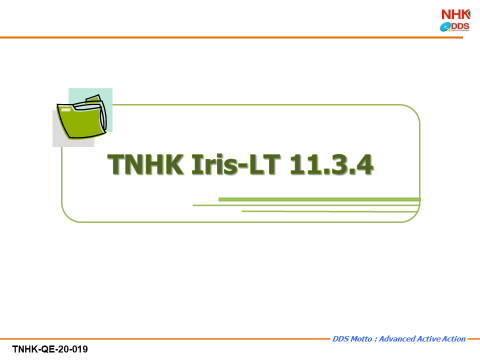 NHK
DDS
TNHK Iris-LT 11.3.4
DDS Motto : Advanced Active Action
TNHK-QE-20-019